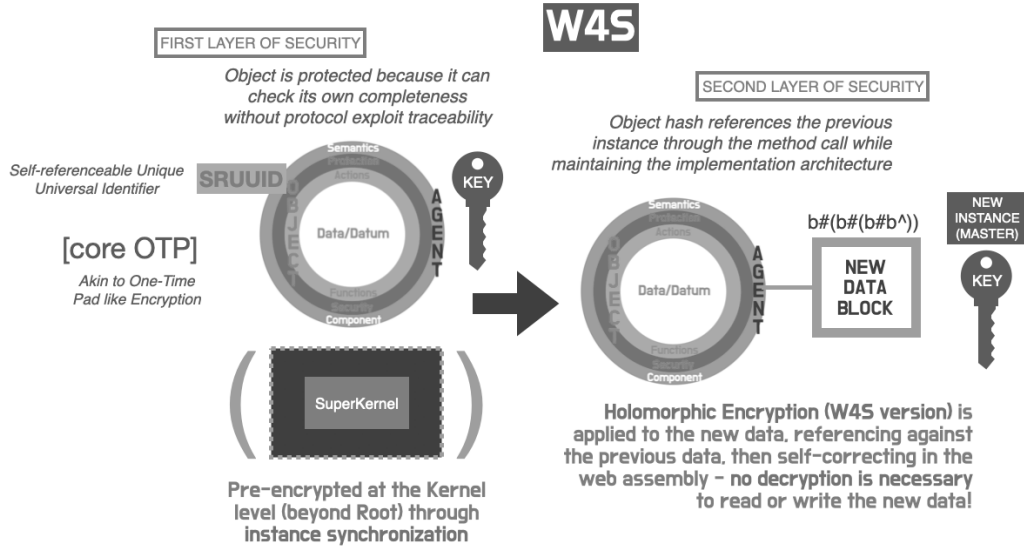 W4S
FIRST LAYER OF SECURITY
Object is protected because it can
check its own completeness
without protocol exploit traceability
Self-referenceable Unique
Universal Identifier
SRUUID
[core OTP]
Akin to One-Time
Pad like Encryption
Semantics
Protection
Actions
OBJECT
Data/Datum
AGENT
Functions
Security
Component
KEY
SuperKernel
Pre-encrypted at the Kernel
level (beyond Root) through
instance synchronization
SECOND LAYER OF SECURITY
Object hash references the previous
instance through the method call while
maintaining the implementation architecture
Semantics
Protection
Actions
OBJECT
Data/Datum
AGENT
Functions
Security
Component
b#(b#(b#b^))
NEW
DATA
BLOCK
NEW
INSTANCE
(MASTER)
KEY
Holomorphic Encryption (W4S version) is
applied to the new data, referencing against
the previous data, then self-correcting in the
web assembly - no decryption is necessary
to read or write the new data!